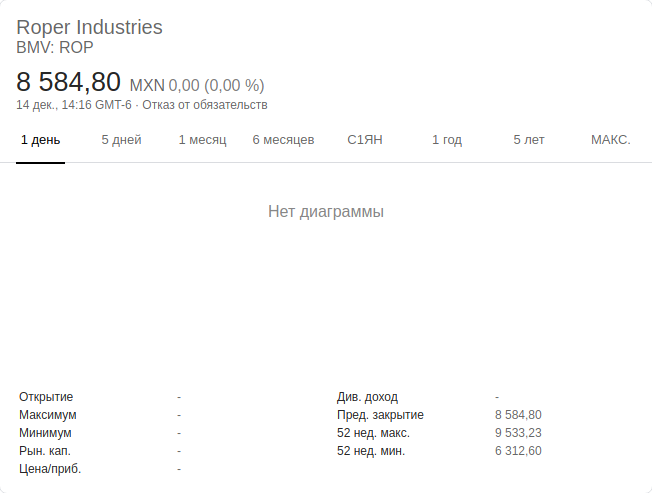 Roper Industries
BMV: ROP
8 584,80 MXN 0,00 (0,00 %)
14 дек., 14:16 GMT-6 · Отказ от обязательств
1 день 5 дней 1 месяц 6 месяцев С1ЯН 1 год 5 лет МАКС.
Нет диаграммы
Открытие - Див. доход -
Максимум - Пред. закрытие 8 584,80
Минимум - 52 нед. макс. 9 533,23
Рын. кап. - 52 нед. мин. 6 312,60
Цена/приб. -